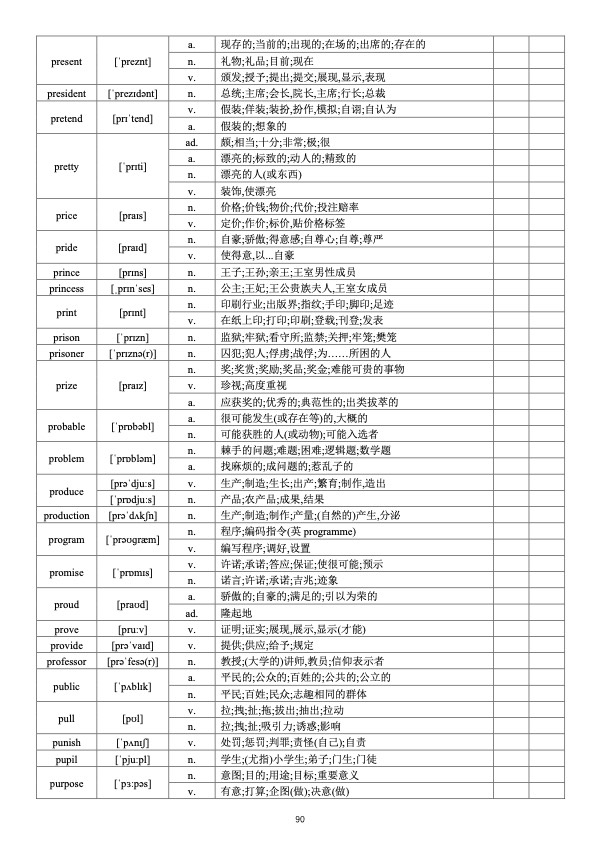 present [ˈpreznt] a. 现存的;当前的;出现的;在场的;出席的;存在的
n. 礼物;礼品;目前;现在
v. 颁发;授予;提出;提交;展现,显示,表现
president [ˈprezɪdənt] n. 总统;主席;会长,院长,主席;行长;总裁
pretend [prɪˈtend] v. 假装;佯装;装扮,扮作,模拟;自诩;自认为
a. 假装的;想象的
pretty [ˈprɪti] ad. 颇;相当;十分;非常;极;很
a. 漂亮的;标致的;动人的;精致的
n. 漂亮的人(或东西)
v. 装饰,使漂亮
price [praɪs] n. 价格;价钱;物价;代价;投注赔率
v. 定价;作价;标价,贴价格标签
pride [praɪd] n. 自豪;骄傲;得意感;自尊心;自尊;尊严
v. 使得意,以...自豪
prince [prɪns] n. 王子;王孙;亲王;王室男性成员
princess [ˌprɪnˈses] n. 公主;王妃;王公贵族夫人,王室女成员
print [prɪnt] n. 印刷行业;出版界;指纹;手印;脚印;足迹
v. 在纸上印;打印;印刷;登载;刊登;发表
prison [ˈprɪzn] n. 监狱;牢狱;看守所;监禁;关押;牢笼;樊笼
prisoner [ˈprɪznə(r)] n. 囚犯;犯人;俘虏;战俘;为……所困的人
prize [praɪz] n. 奖;奖赏;奖励;奖品;奖金;难能可贵的事物
v. 珍视;高度重视
a. 应获奖的;优秀的;典范性的;出类拔萃的
probable [ˈprɒbəbl] a. 很可能发生(或存在等)的,大概的
n. 可能获胜的人(或动物);可能入选者
problem [ˈprɒbləm] n. 棘手的问题;难题;困难;逻辑题;数学题
a. 找麻烦的;成问题的;惹乱子的
produce [prəˈdjuːs] v. 生产;制造;生长;出产;繁育;制作,造出
[ˈprɒdjuːs] n. 产品;农产品;成果,结果
production [prəˈdʌkʃn] n. 生产;制造;制作;产量;(自然的)产生,分泌
program [ˈprəʊɡræm] n. 程序;编码指令(英 programme)
v. 编写程序;调好,设置
promise [ˈprɒmɪs] v. 许诺;承诺;答应;保证;使很可能;预示
n. 诺言;许诺;承诺;吉兆;迹象
proud [praʊd] a. 骄傲的;自豪的;满足的;引以为荣的
ad. 隆起地
prove [pruːv] v. 证明;证实;展现,展示,显示(才能)
provide [prəˈvaɪd] v. 提供;供应;给予;规定
professor [prəˈfesə(r)] n. 教授;(大学的)讲师,教员;信仰表示者
public [ˈpʌblɪk] a. 平民的;公众的;百姓的;公共的;公立的
n. 平民;百姓;民众;志趣相同的群体
pull [pʊl] v. 拉;拽;扯;拖;拔出;抽出;拉动
n. 拉;拽;扯;吸引力;诱惑;影响
punish [ˈpʌnɪʃ] v. 处罚;惩罚;判罪;责怪(自己);自责
pupil [ˈpjuːpl] n. 学生;(尤指)小学生;弟子;门生;门徒
purpose [ˈpɜːpəs] n. 意图;目的;用途;目标;重要意义
v. 有意;打算;企图(做);决意(做)
90